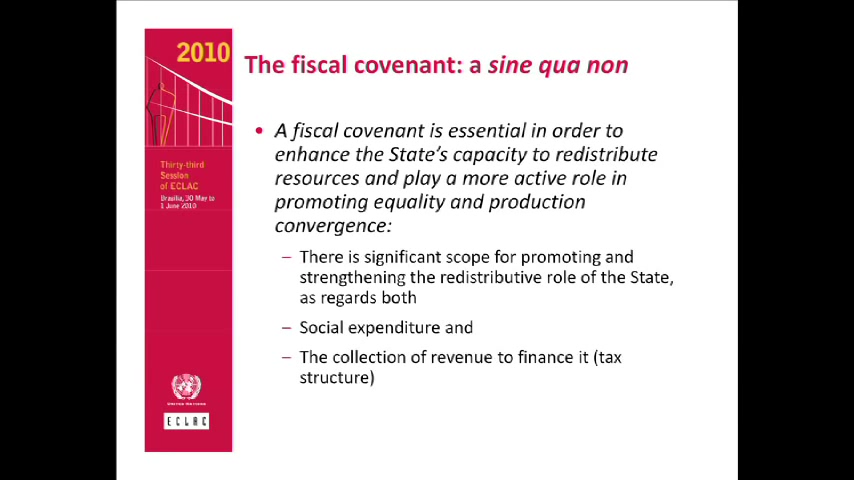 2010
Thirty-third
Session
of ECLAC
Brasilia, 30 May to
1 June 2010
ECLAC
The fiscal covenant: a sine qua non
• A fiscal covenant is essential in order to
enhance the State's capacity to redistribute
resources and play a more active role in
promoting equality and production
convergence:
– There is significant scope for promoting and
strengthening the redistributive role of the State,
as regards both
– Social expenditure and
– The collection of revenue to finance it (tax
structure)